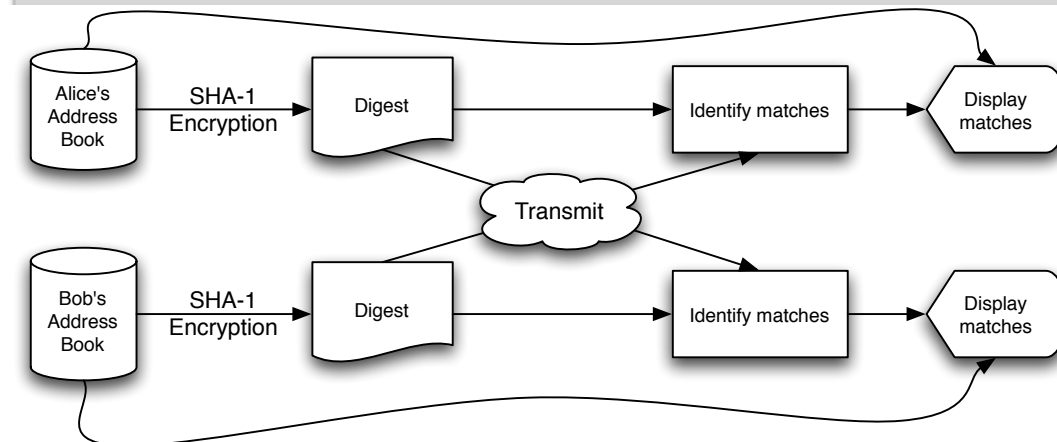 Alice's
Address
Book
SHA-1
Encryption
Digest
Identify matches
Display
matches
Transmit
Bob's
Address
Book
SHA-1
Encryption
Digest
Identify matches
Display
matches